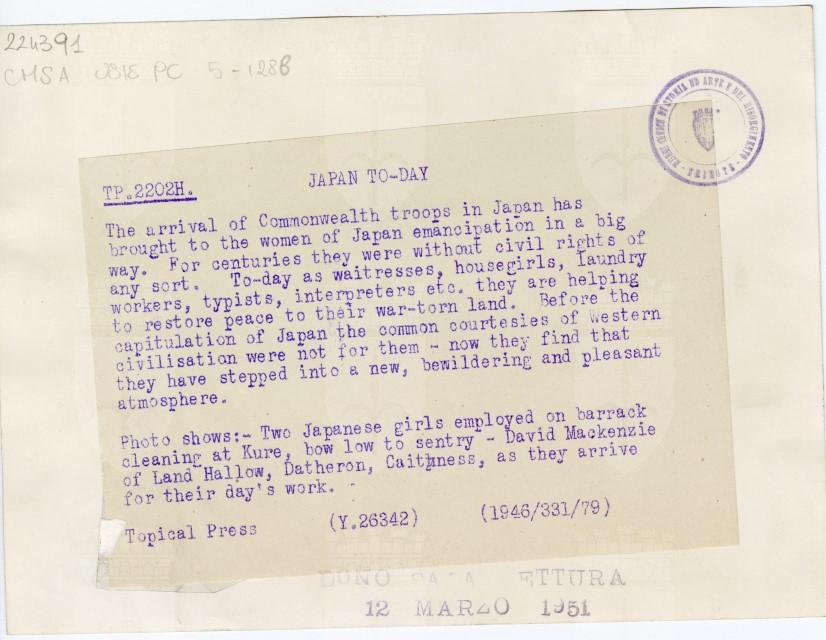 224391
CMSA PC 5-128B
TP.2202H.
JAPAN TO-DAY
The arrival of Commonwealth troops in Japan has
brought to the women of Japan emancipation in a big
way. For centuries they were without civil rights of
any sort. To-day as waitresses, housegirls, laundry
workers, typists, interpreters etc. they are helping
to restore peace to their war-torn land. Before the
capitulation of Japan the common courtesies of Western
civilisation were not for them - now they find that
they have stepped into a new, bewildering and pleasant
atmosphere.
Photo shows:- Two Japanese girls employed on barrack
cleaning at Kure, bow low to sentry - David Mackenzie
of Land Hallow, Datheron, Caithness, as they arrive
for their day's work. -
Topical Press (Y.26342) (1946/331/79)
DONO ETTURA
12 MARZO 1951